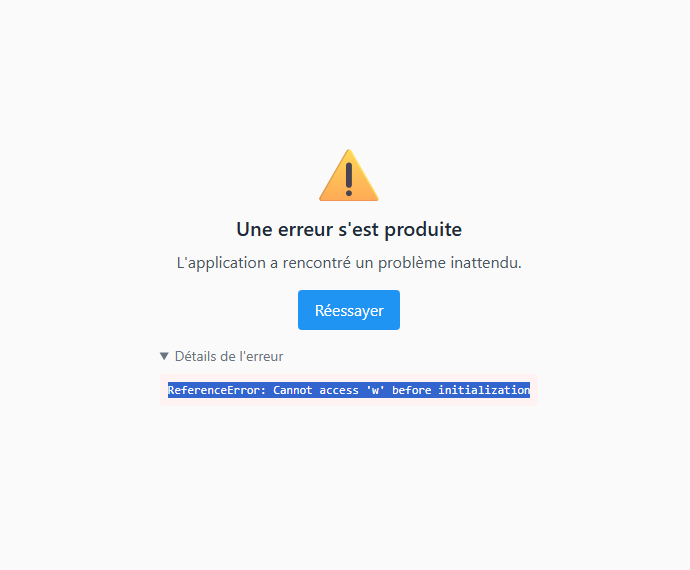 Une erreur s'est produite
L'application a rencontré un problème inattendu.
Réessayer
▼ Détails de l'erreur
ReferenceError: Cannot access 'w' before initialization